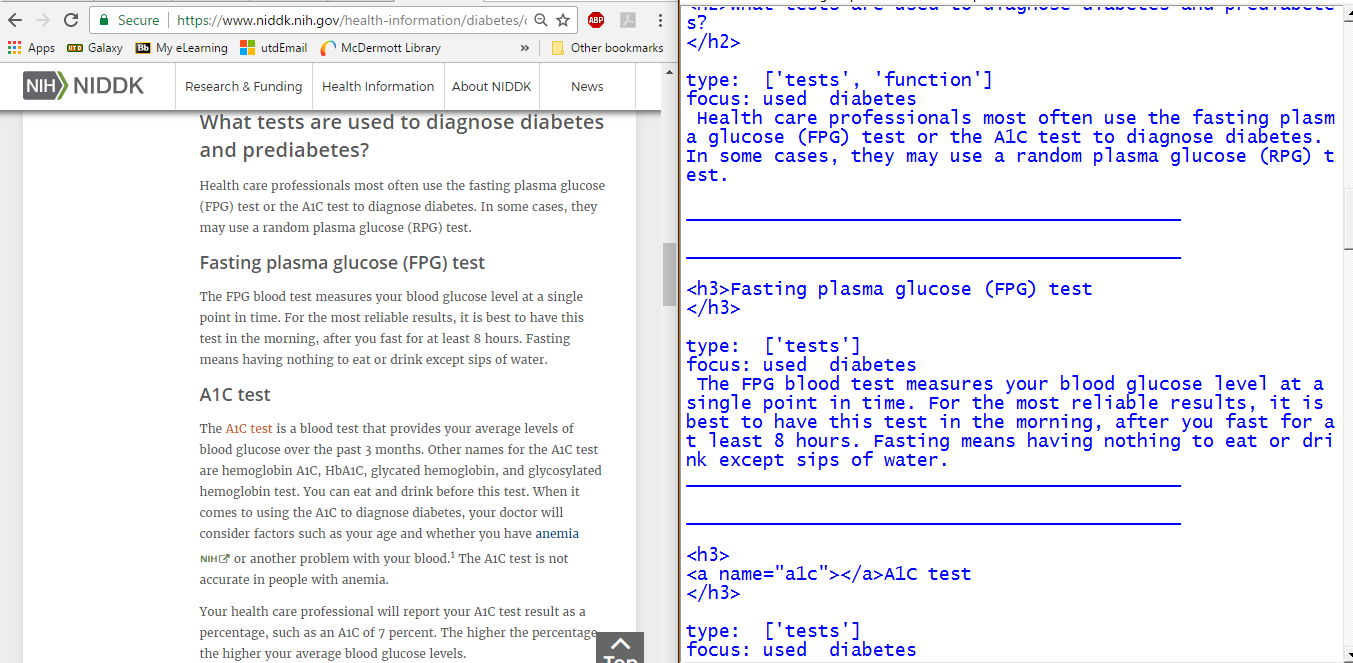 Secure
https://www.niddk.nih.gov/health-information/diabetes/
ABP
Apps
UTD Galaxy
Bb My eLearning
utdEmail
McDermott Library
»
Other bookmarks
NIH NIDDK
Research & Funding
Health Information
About NIDDK
News
What tests are used to diagnose diabetes
and prediabetes?
Health care professionals most often use the fasting plasma glucose
(FPG) test or the A1C test to diagnose diabetes. In some cases, they
may use a random plasma glucose (RPG) test.
Fasting plasma glucose (FPG) test
The FPG blood test measures your blood glucose level at a single
point in time. For the most reliable results, it is best to have this
test in the morning, after you fast for at least 8 hours. Fasting
means having nothing to eat or drink except sips of water.
A1C test
The A1C test is a blood test that provides your average levels of
blood glucose over the past 3 months. Other names for the A1C test
are hemoglobin A1C, HbA1C, glycated hemoglobin, and glycosylated
hemoglobin test. You can eat and drink before this test. When it
comes to using the A1C to diagnose diabetes, your doctor will
consider factors such as your age and whether you have anemia
NIH or another problem with your blood.1 The A1C test is not
accurate in people with anemia.
Your health care professional will report your A1C test result as a
percentage, such as an A1C of 7 percent. The higher the percentage,
the higher your average blood glucose levels.
Top
<h2>What tests are used to diagnose diabetes and prediabete
s?
</h2>
type:  ['tests', 'function']
focus: used  diabetes
Health care professionals most often use the fasting plasm
a glucose (FPG) test or the A1C test to diagnose diabetes.
In some cases, they may use a random plasma glucose (RPG) t
est.
<h3>Fasting plasma glucose (FPG) test
</h3>
type:  ['tests']
focus: used  diabetes
The FPG blood test measures your blood glucose level at a
single point in time. For the most reliable results, it is
best to have this test in the morning, after you fast for a
t least 8 hours. Fasting means having nothing to eat or dri
nk except sips of water.
<h3>
<a name="a1c"></a>A1C test
</h3>
type:  ['tests']
focus: used  diabetes